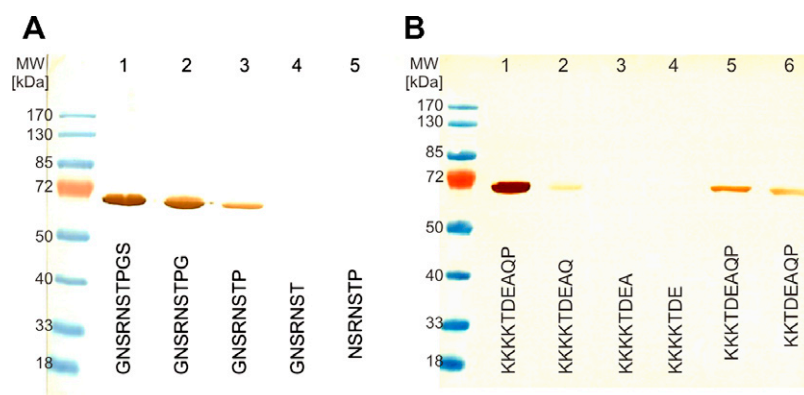 A
MW
[kDa]
1 2 3 4 5
170
130
85
72
50
40
33
18
GNSRNSTPGS
GNSRNSTPG
GNSRNSTP
GNSRNST
NSRNSTP
B
MW
[kDa]
1 2 3 4 5 6
170
130
85
72
50
40
33
18
KKKKTDEAQP
KKKKTDEAQ
KKKKTDEA
KKKKTDE
KKKTDEAQP
KKTDEAQP